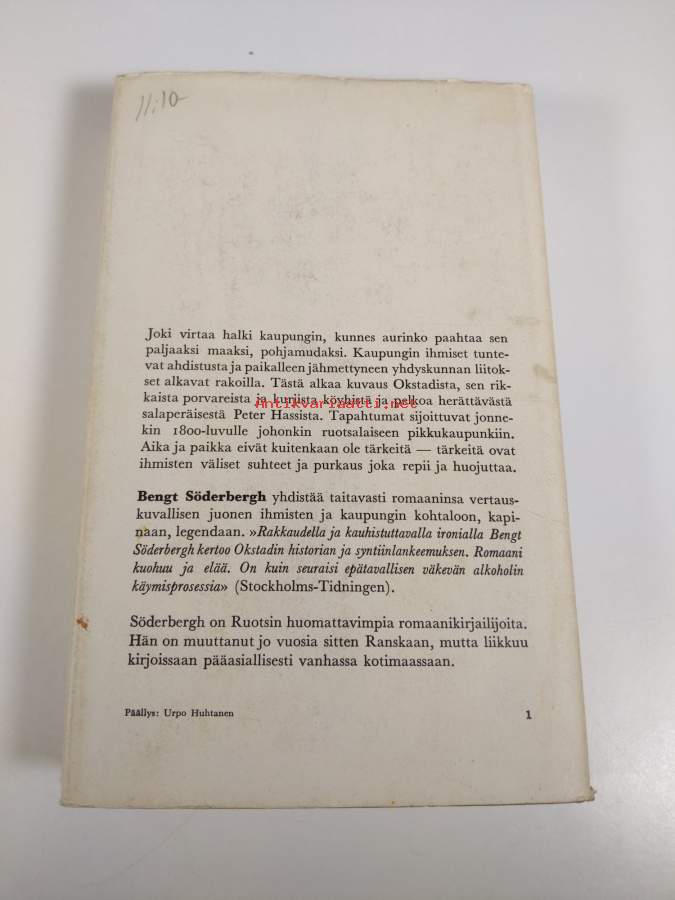 11:10
Joki virtaa halki kaupungin, kunnes aurinko paahtaa sen
paljaaksi maaksi, pohjamudaksi. Kaupungin ihmiset tunte-
vat ahdistusta ja paikalleen jähmettyneen yhdyskunnan liitok-
set alkavat rakoilla. Tästä alkaa kuvaus Okstadista, sen rik-
kaista porvareista ja kurjista köyhistä ja pelkoa herättävästä
Antikvariaatti.net
salaperäisestä Peter Hassista. Tapahtumat sijoittuvat jonne-
kin 1800-luvulle johonkin ruotsalaiseen pikkukaupunkiin.
Aika ja paikka eivät kuitenkaan ole tärkeitä — tärkeitä ovat
ihmisten väliset suhteet ja purkaus joka repii ja huojuttaa.
Bengt Söderbergh yhdistää taitavasti romaaninsa vertaus-
kuvallisen juonen ihmisten ja kaupungin kohtaloon, kapi-
naan, legendaan. »Rakkaudella ja kauhistuttavalla ironialla Bengt
Söderbergh kertoo Okstadin historian ja syntiinlankeemuksen. Romaani
kuohuu ja elää. On kuin seuraisi epätavallisen väkevän alkoholin
käymisprosessia» (Stockholms-Tidningen).
Söderbergh on Ruotsin huomattavimpia romaanikirjailijoita.
Hän on muuttanut jo vuosia sitten Ranskaan, mutta liikkuu
kirjoissaan pääasiallisesti vanhassa kotimaassaan.
Päällys: Urpo Huhtanen 1